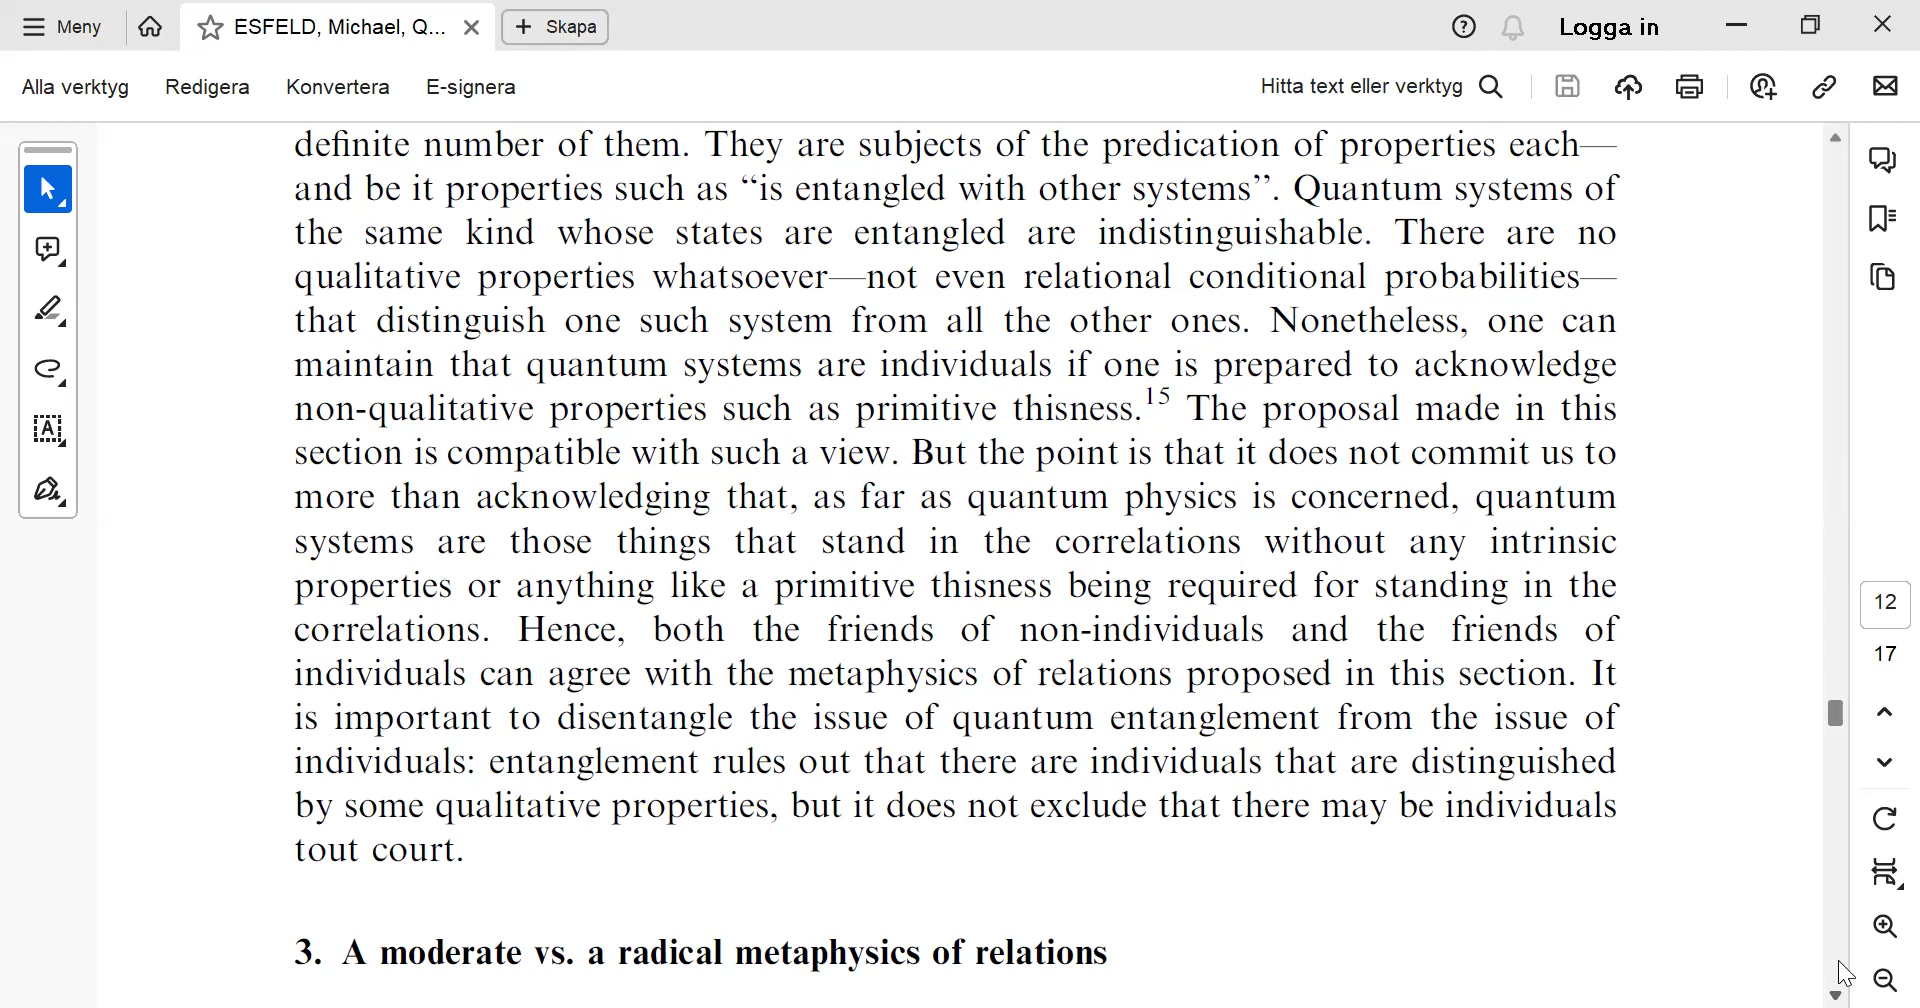 Meny
ESFELD, Michael, Q...
Skapa
Logga in
Alla verktyg
Redigera
Konvertera
E-signera
Hitta text eller verktyg
definite number of them. They are subjects of the predication of properties each—
and be it properties such as “is entangled with other systems”. Quantum systems of
the same kind whose states are entangled are indistinguishable. There are no
qualitative properties whatsoever—not even relational conditional probabilities—
that distinguish one such system from all the other ones. Nonetheless, one can
maintain that quantum systems are individuals if one is prepared to acknowledge
non-qualitative properties such as primitive thisness.15 The proposal made in this
section is compatible with such a view. But the point is that it does not commit us to
more than acknowledging that, as far as quantum physics is concerned, quantum
systems are those things that stand in the correlations without any intrinsic
properties or anything like a primitive thisness being required for standing in the
correlations. Hence, both the friends of non-individuals and the friends of
individuals can agree with the metaphysics of relations proposed in this section. It
is important to disentangle the issue of quantum entanglement from the issue of
individuals: entanglement rules out that there are individuals that are distinguished
by some qualitative properties, but it does not exclude that there may be individuals
tout court.
3. A moderate vs. a radical metaphysics of relations
12
17